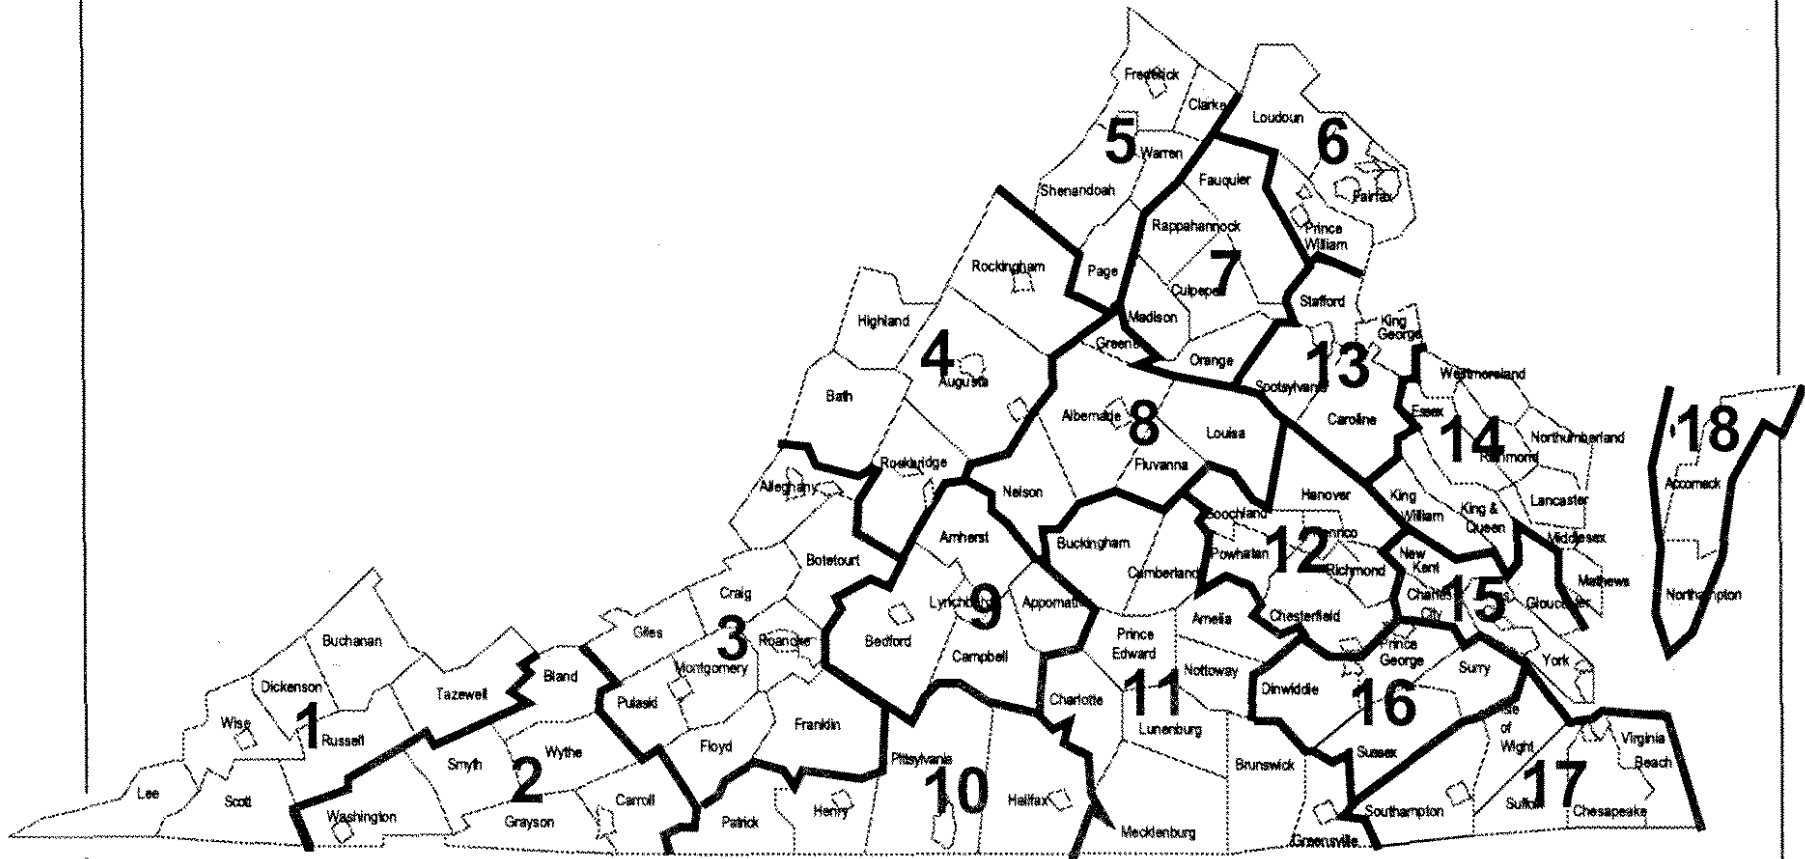 Frederick
Clarke
Loudoun
5
6
Warren
Fauquier
Shenandoah
Fairfax
Rappahannock
Prince
William
Rockingham
Page
7
Culpeper
Stafford
Highland
Madison
King
George
Greene
4
Orange
13
Augusta
Spotsylvania
Westmoreland
Bath
Albemarle
8
Louisa
Caroline
Essex
14
Northumberland
18
Richmond
Rockbridge
Fluvanna
Alleghany
Nelson
Hanover
King
William
King &
Queen
Lancaster
Accomack
Goochland
Amherst
Buckingham
Powhatan
12
Henrico
Middlesex
Botetourt
Cumberland
Richmond
New
Kent
Mathews
Craig
Lynchburg
9
Appomattox
Charles
City
15
Gloucester
Northampton
Buchanan
Giles
3
Roanoke
Bedford
Amelia
Chesterfield
Prince
Edward
Campbell
Prince
George
Surry
York
Dickenson
Tazewell
Bland
Montgomery
Nottoway
Wise
1
Russell
Pulaski
Charlotte
11
Dinwiddie
16
Franklin
Lunenburg
Isle
of
Wight
Virginia
Beach
Smyth
Wythe
Floyd
Pittsylvania
Brunswick
Sussex
Lee
Scott
2
Carroll
10
Halifax
17
Suffolk
Washington
Grayson
Patrick
Henry
Southampton
Chesapeake
Mecklenburg
Greensville